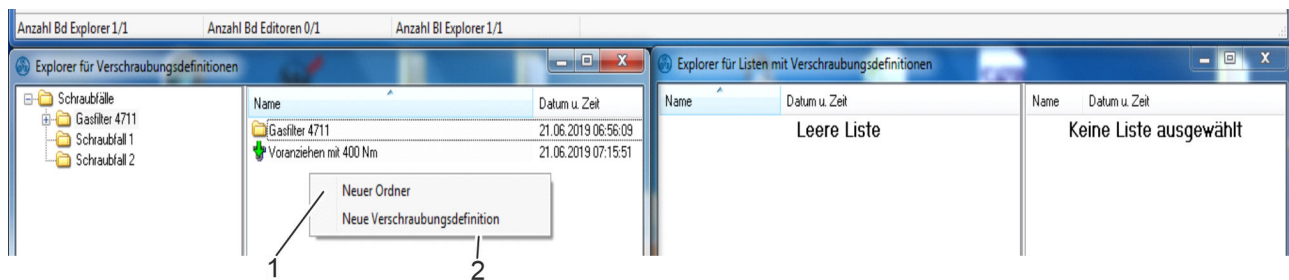 Anzahl Bd Explorer 1/1 Anzahl Bd Editoren 0/1 Anzahl Bl Explorer 1/1
Explorer für Verschraubungsdefinitionen
Schraubfälle
Gasfilter 4711
Schraubfall 1
Schraubfall 2
Name Datum u. Zeit
Gasfilter 4711 21.06.2019 06:56:09
Voranziehen mit 400 Nm 21.06.2019 07:15:51
Neuer Ordner
Neue Verschraubungsdefinition
1 2
Explorer für Listen mit Verschraubungsdefinitionen
Name Datum u. Zeit
Leere Liste
Name Datum u. Zeit
Keine Liste ausgewählt